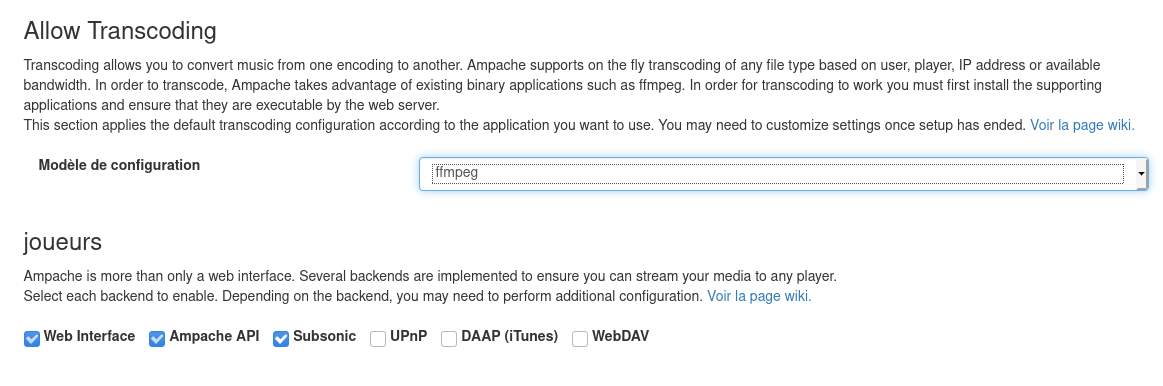 Allow Transcoding
Transcoding allows you to convert music from one encoding to another. Ampache supports on the fly transcoding of any file type based on user, player, IP address or available
bandwidth. In order to transcode, Ampache takes advantage of existing binary applications such as ffmpeg. In order for transcoding to work you must first install the supporting
applications and ensure that they are executable by the web server.
This section applies the default transcoding configuration according to the application you want to use. You may need to customize settings once setup has ended. Voir la page wiki.
Modèle de configuration
ffmpeg
joueurs
Ampache is more than only a web interface. Several backends are implemented to ensure you can stream your media to any player.
Select each backend to enable. Depending on the backend, you may need to perform additional configuration. Voir la page wiki.
Web Interface Ampache API Subsonic UPnP DAAP (iTunes) WebDAV